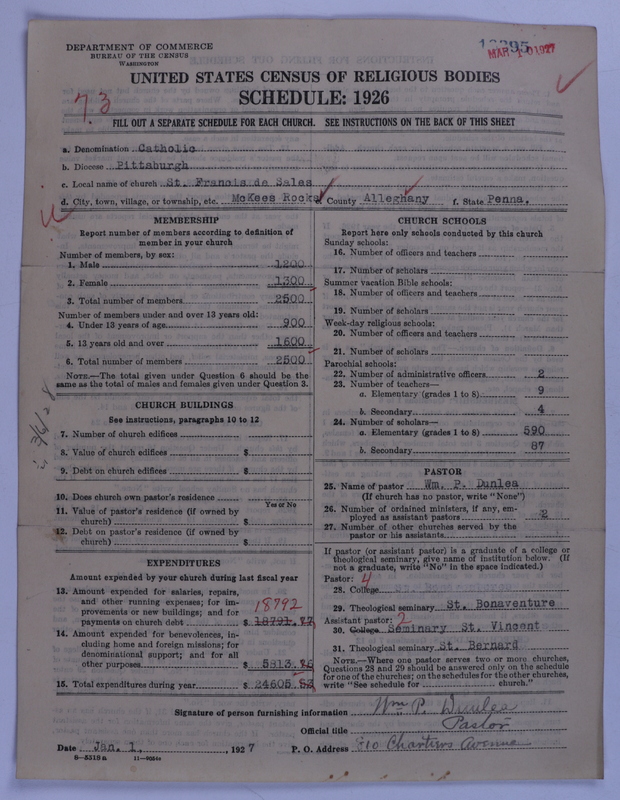 DEPARTMENT OF COMMERCE
BUREAU OF THE CENSUS
WASHINGTON
MAR 10 1927
UNITED STATES CENSUS OF RELIGIOUS BODIES
SCHEDULE: 1926
7.3
FILL OUT A SEPARATE SCHEDULE FOR EACH CHURCH. SEE INSTRUCTIONS ON THE BACK OF THIS SHEET
a. Denomination Catholic
b. Diocese Pittsburgh
c. Local name of church St. Francis de Sales
d. City, town, village, or township, etc. McKees Rocks County Alleghany f. State Penna.
MEMBERSHIP
Report number of members according to definition of member in your church
Number of members, by sex:
1. Male 1200
2. Female 1300
3. Total number of members 2500
Number of members under and over 13 years old:
4. Under 13 years of age 900
5. 13 years old and over 1600
6. Total number of members 2500
NOTE.—The total given under Question 6 should be the
same as the total of males and females given under Question 3.
CHURCH BUILDINGS
See instructions, paragraphs 10 to 12
7. Number of church edifices
8. Value of church edifices $
9. Debt on church edifices $
10. Does church own pastor's residence
Yes or No
11. Value of pastor's residence (if owned by
church) $
12. Debt on pastor's residence (if owned by
church) $
EXPENDITURES
Amount expended by your church during last fiscal year
13. Amount expended for salaries, repairs,
and other running expenses; for im-
provements or new buildings; and for
payments on church debt $ 18791.77
18792
14. Amount expended for benevolences, in-
cluding home and foreign missions; for
denominational support; and for all
other purposes 5813.76
15. Total expenditures during year $ 24605.53
CHURCH SCHOOLS
Report here only schools conducted by this church
Sunday schools:
16. Number of officers and teachers
17. Number of scholars
Summer vacation Bible schools:
18. Number of officers and teachers
19. Number of scholars
Week-day religious schools:
20. Number of officers and teachers
21. Number of scholars
Parochial schools:
22. Number of administrative officers 2
23. Number of teachers—
a. Elementary (grades 1 to 8) 9
b. Secondary 4
24. Number of scholars—
a. Elementary (grades 1 to 8) 590
b. Secondary 87
PASTOR
25. Name of pastor Wm. P. Dunlea
(If church has no pastor, write "None")
26. Number of ordained ministers, if any, em-
ployed as assistant pastors 2
27. Number of other churches served by the
pastor or his assistants
If pastor (or assistant pastor) is a graduate of a college or
theological seminary, give name of institution below. (If
not a graduate, write "No" in the space indicated.)
Pastor: 4
28. College
29. Theological seminary St. Bonaventure
Assistant pastor: 2
30. College Seminary St. Vincent
31. Theological seminary St. Bernard
NOTE.—Where one pastor serves two or more churches,
Questions 28 and 29 should be answered only on the schedule
for one of the churches; on the schedules for the other churches,
write "See schedule for church."
Signature of person furnishing information Wm P. Dunlea
Official title Pastor
Date Jan. 1, 1927 P. O. Address 810 Chartiers Avenue
8—5519 a 11—9054a